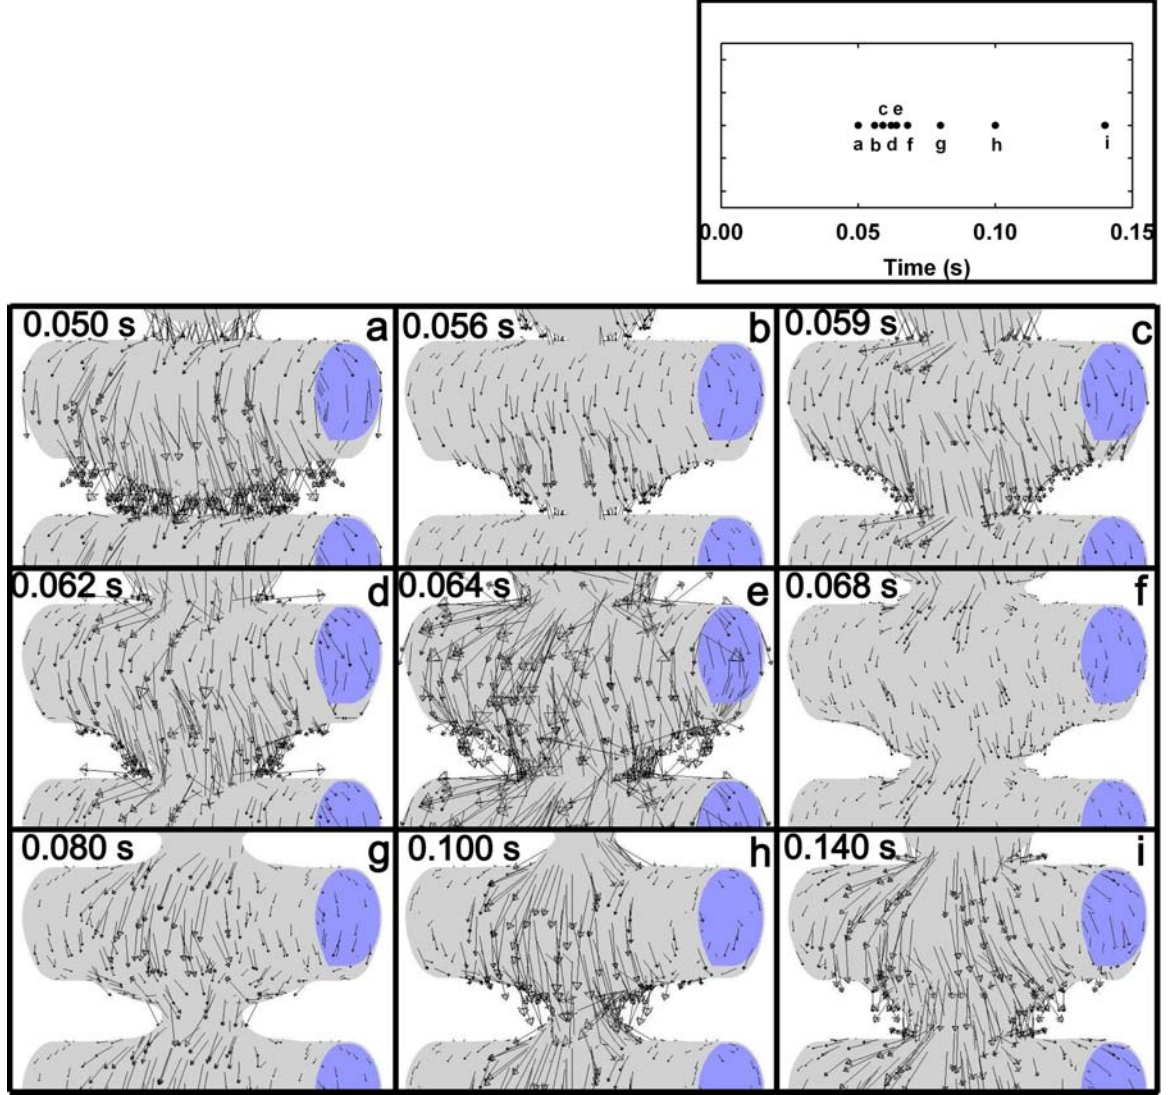 c e
a b d f g h i
0.00 0.05 0.10 0.15
Time (s)
0.050 s a
0.056 s b
0.059 s c
0.062 s d
0.064 s e
0.068 s f
0.080 s g
0.100 s h
0.140 s i